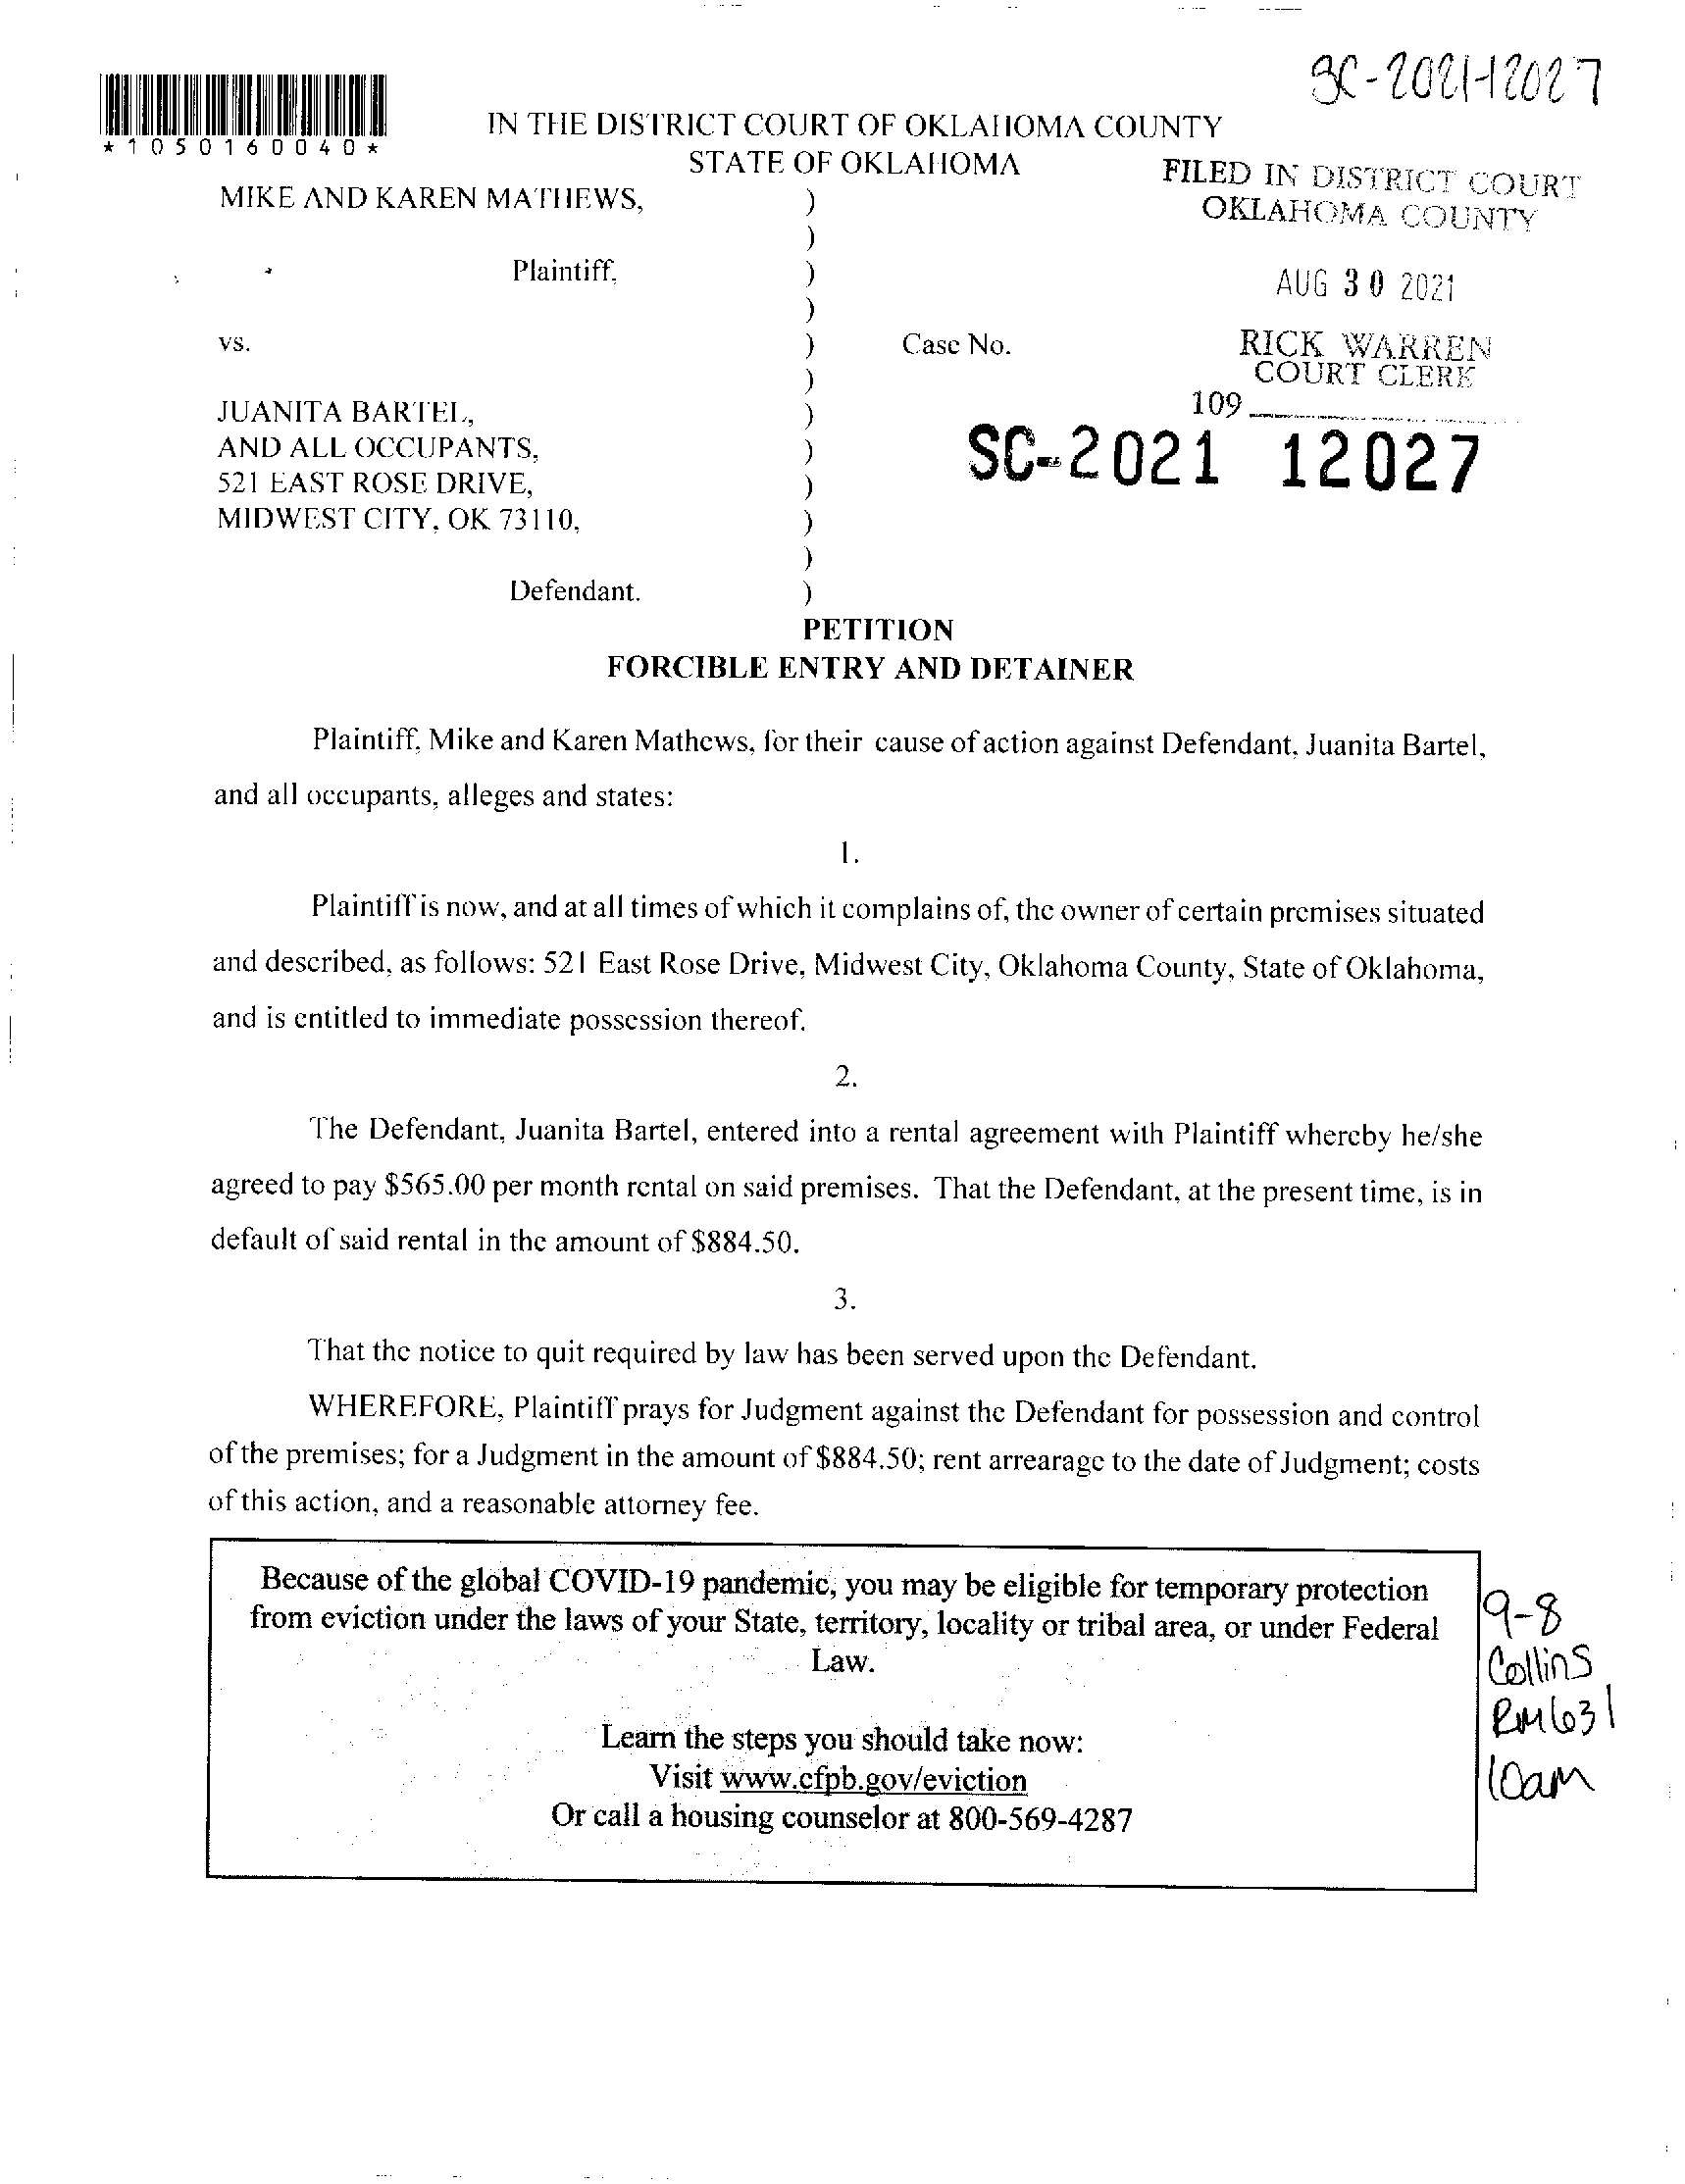 SC-2021-12027
*1050160040*
IN THE DISTRICT COURT OF OKLAHOMA COUNTY
STATE OF OKLAHOMA
FILED IN DISTRICT COURT
OKLAHOMA COUNTY
MIKE AND KAREN MATHEWS, )
)
Plaintiff, )
AUG 30 2021
)
vs. ) Case No.
RICK WARREN
COURT CLERK
)
109
JUANITA BARTEL, )
AND ALL OCCUPANTS, )
SC-2021 12027
521 EAST ROSE DRIVE, )
MIDWEST CITY, OK 73110, )
)
Defendant. )
PETITION
FORCIBLE ENTRY AND DETAINER
Plaintiff, Mike and Karen Mathews, for their cause of action against Defendant, Juanita Bartel,
and all occupants, alleges and states:
1.
Plaintiff is now, and at all times of which it complains of, the owner of certain premises situated
and described, as follows: 521 East Rose Drive, Midwest City, Oklahoma County, State of Oklahoma,
and is entitled to immediate possession thereof.
2.
The Defendant, Juanita Bartel, entered into a rental agreement with Plaintiff whereby he/she
agreed to pay $565.00 per month rental on said premises. That the Defendant, at the present time, is in
default of said rental in the amount of $884.50.
3.
That the notice to quit required by law has been served upon the Defendant.
WHEREFORE, Plaintiff prays for Judgment against the Defendant for possession and control
of the premises; for a Judgment in the amount of $884.50; rent arrearage to the date of Judgment; costs
of this action, and a reasonable attorney fee.
Because of the global COVID-19 pandemic, you may be eligible for temporary protection
from eviction under the laws of your State, territory, locality or tribal area, or under Federal
Law.
Learn the steps you should take now:
Visit www.cfpb.gov/eviction
Or call a housing counselor at 800-569-4287
9-8
Collins
RM631
10am